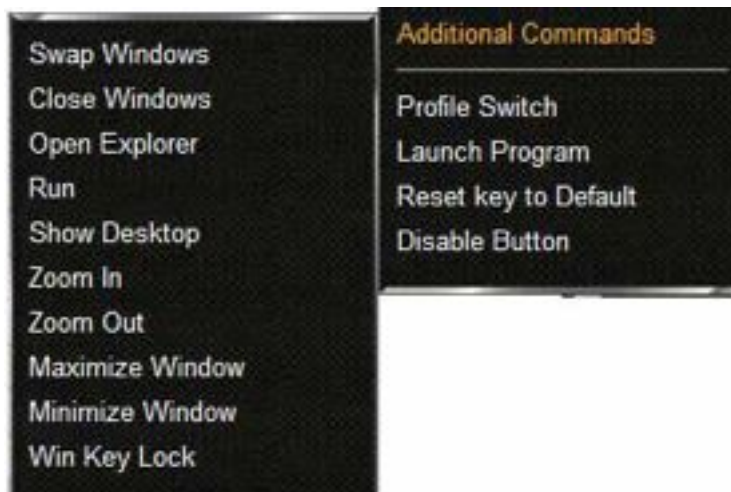 Swap Windows
Close Windows
Open Explorer
Run
Show Desktop
Zoom In
Zoom Out
Maximize Window
Minimize Window
Win Key Lock
Additional Commands
Profile Switch
Launch Program
Reset key to Default
Disable Button